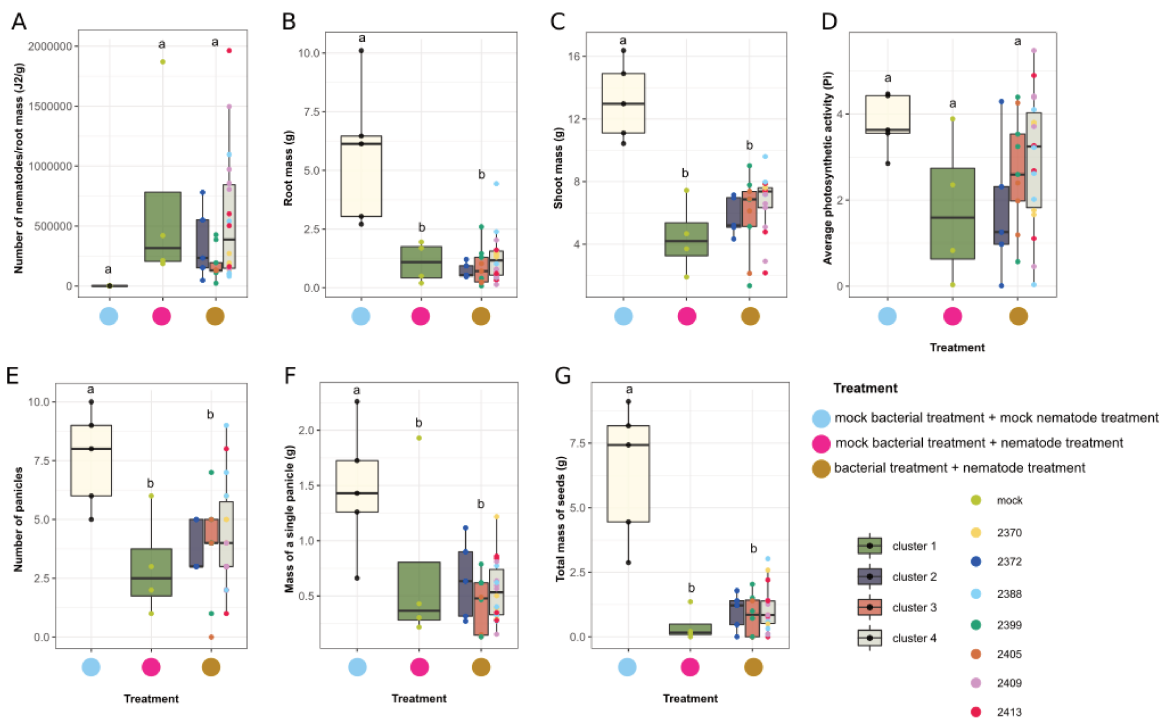 A
Number of nematodes/root mass (J2/g)
2000000
1500000
1000000
500000
0
a
a
a
B
Root mass (g)
10.0
7.5
5.0
2.5
0.0
a
b
b
C
Shoot mass (g)
16
12
8
4
0
a
b
b
D
Average photosynthetic activity (PI)
4
2
0
a
a
a
Treatment
E
Number of panicles
10.0
7.5
5.0
2.5
0.0
a
b
b
Treatment
F
Mass of a single panicle (g)
2.0
1.5
1.0
0.5
a
b
b
Treatment
G
Total mass of seeds (g)
7.5
5.0
2.5
0.0
a
b
b
Treatment
Treatment
mock bacterial treatment + mock nematode treatment
mock bacterial treatment + nematode treatment
bacterial treatment + nematode treatment
cluster 1
cluster 2
cluster 3
cluster 4
mock
2370
2372
2388
2399
2405
2409
2413